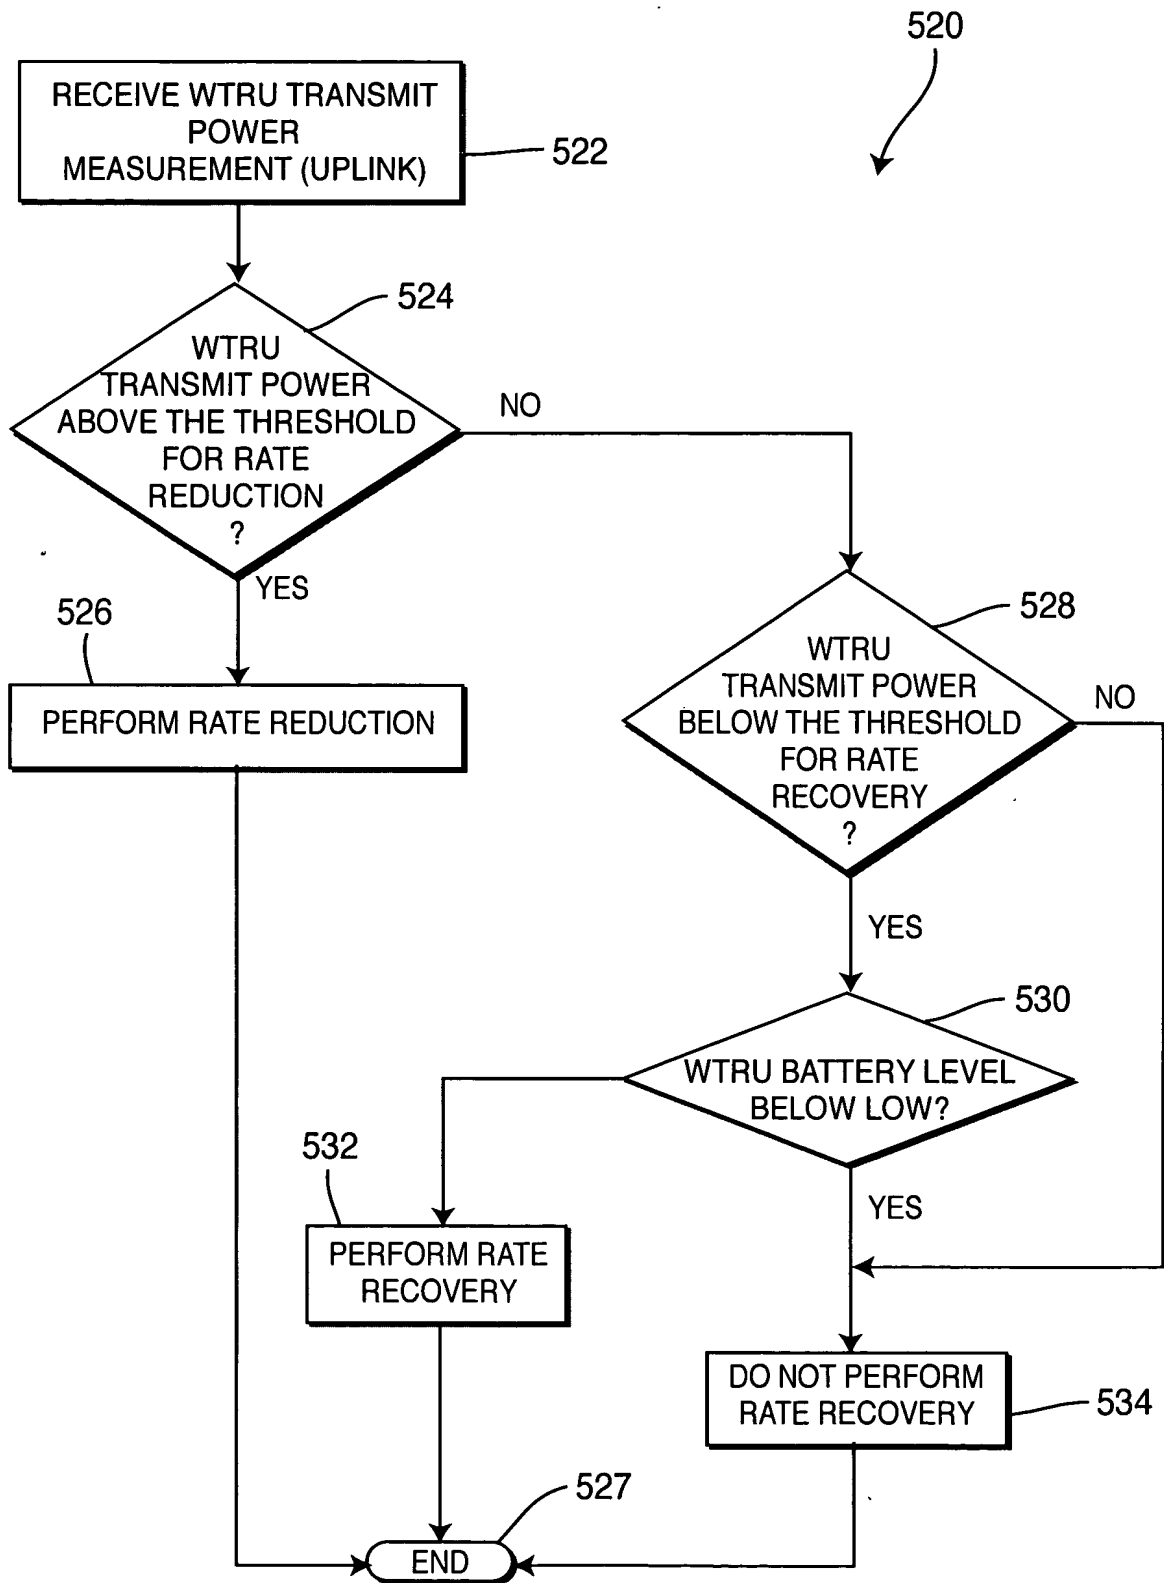 520
RECEIVE WTRU TRANSMIT
POWER
MEASUREMENT (UPLINK)
522
524
WTRU
TRANSMIT POWER
ABOVE THE THRESHOLD
FOR RATE
REDUCTION
?
NO
YES
526
PERFORM RATE REDUCTION
528
WTRU
TRANSMIT POWER
BELOW THE THRESHOLD
FOR RATE
RECOVERY
?
NO
YES
530
WTRU BATTERY LEVEL
BELOW LOW?
YES
532
PERFORM RATE
RECOVERY
DO NOT PERFORM
RATE RECOVERY
534
527
END